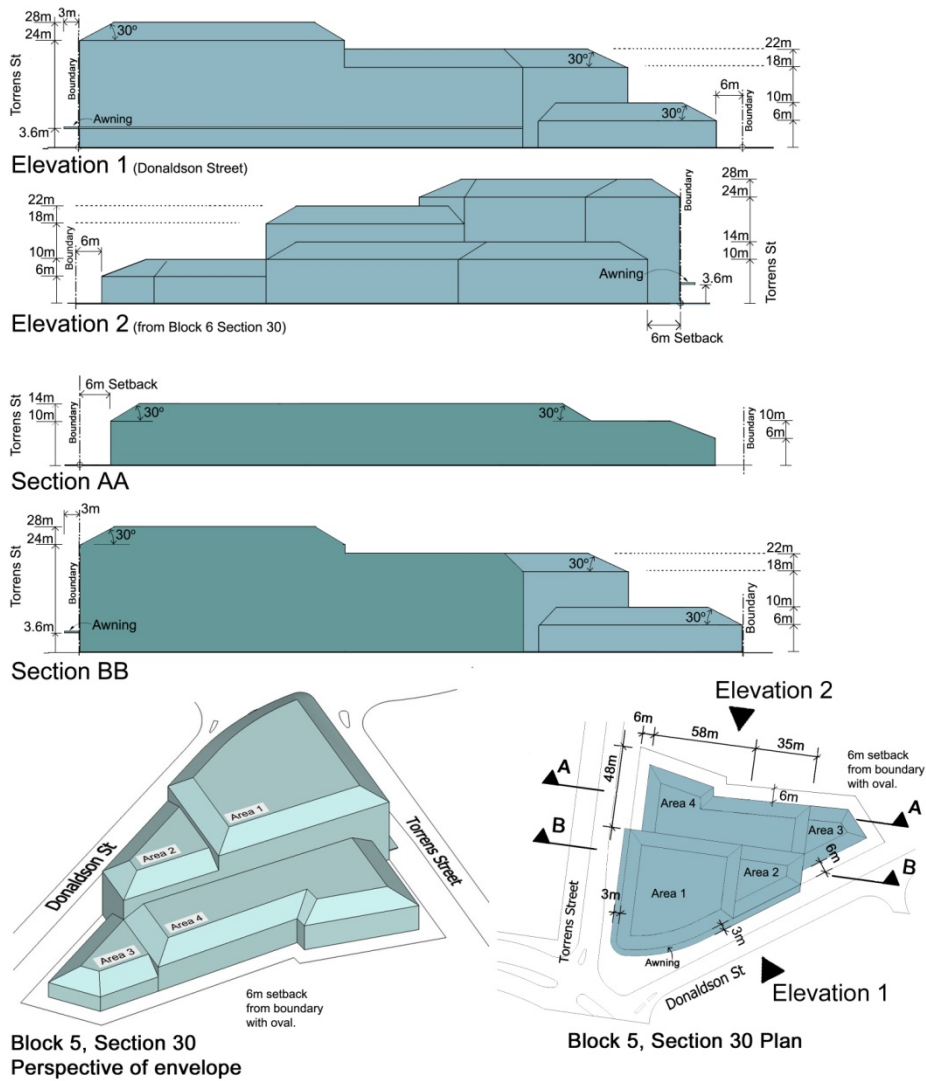 3m
28m
24m
30º
Torrens St
Boundary
Awning
3.6m
30º
30º
6m
Boundary
22m
18m
10m
6m
Elevation 1 (Donaldson Street)
22m
18m
10m
6m
Boundary
6m
Boundary
28m
24m
14m
10m
Torrens St
Awning
3.6m
6m Setback
Elevation 2 (from Block 6 Section 30)
Torrens St
14m
10m
Boundary
6m Setback
30º
30º
Boundary
10m
6m
Section AA
3m
28m
24m
30º
Torrens St
Boundary
3.6m
Awning
30º
30º
22m
18m
10m
6m
Boundary
Section BB
Donaldson St
Torrens Street
Area 1
Area 2
Area 4
Area 3
6m setback
from boundary
with oval.
Block 5, Section 30
Perspective of envelope
Elevation 2
6m
58m
35m
48m
6m setback
from boundary
with oval.
A
A
B
B
Area 4
6m
Area 3
6m
Area 2
Area 1
3m
3m
Torrens Street
Awning
Donaldson St
Elevation 1
Block 5, Section 30 Plan